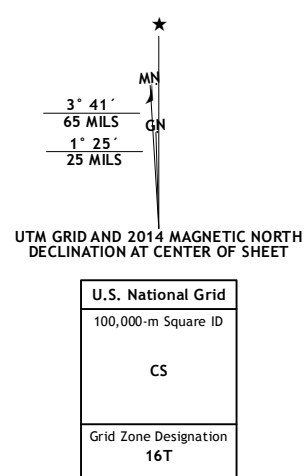 ★
MN
3° 41´
65 MILS
GN
1° 25´
25 MILS
UTM GRID AND 2014 MAGNETIC NORTH
DECLINATION AT CENTER OF SHEET
U.S. National Grid
100,000-m Square ID
CS
Grid Zone Designation
16T